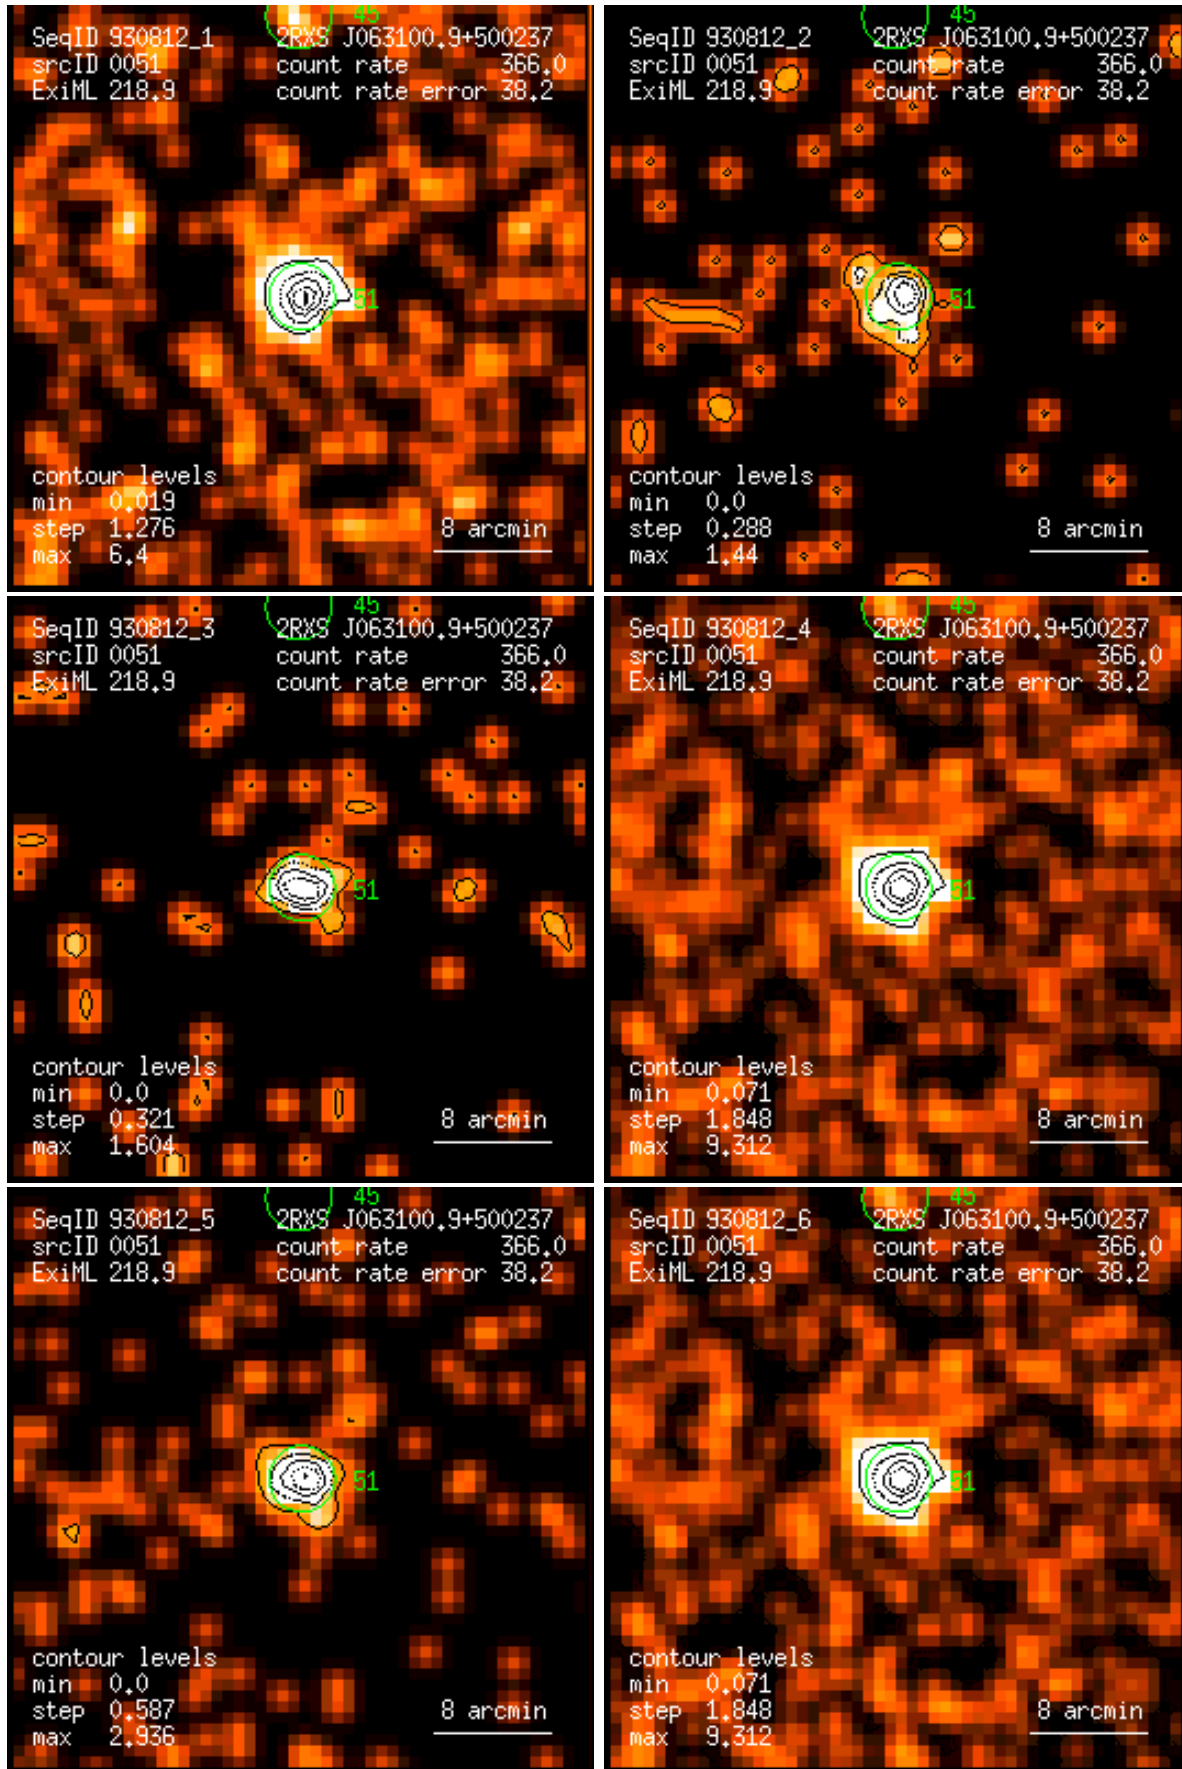 45
SeqID 930812_1 2RXS J063100.9+500237
srcID 0051 count rate 366.0
ExiML 218.9 count rate error 38.2
51
contour levels
min 0.019
step 1.276 8 arcmin
max 6.4
45
SeqID 930812_2 2RXS J063100.9+500237
srcID 0051 count rate 366.0
ExiML 218.9 count rate error 38.2
51
contour levels
min 0.0
step 0.288 8 arcmin
max 1.44
45
SeqID 930812_3 2RXS J063100.9+500237
srcID 0051 count rate 366.0
ExiML 218.9 count rate error 38.2
51
contour levels
min 0.0
step 0.321 8 arcmin
max 1.604
45
SeqID 930812_4 2RXS J063100.9+500237
srcID 0051 count rate 366.0
ExiML 218.9 count rate error 38.2
51
contour levels
min 0.071
step 1.848 8 arcmin
max 9.312
45
SeqID 930812_5 2RXS J063100.9+500237
srcID 0051 count rate 366.0
ExiML 218.9 count rate error 38.2
51
contour levels
min 0.0
step 0.587 8 arcmin
max 2.936
45
SeqID 930812_6 2RXS J063100.9+500237
srcID 0051 count rate 366.0
ExiML 218.9 count rate error 38.2
51
contour levels
min 0.071
step 1.848 8 arcmin
max 9.312